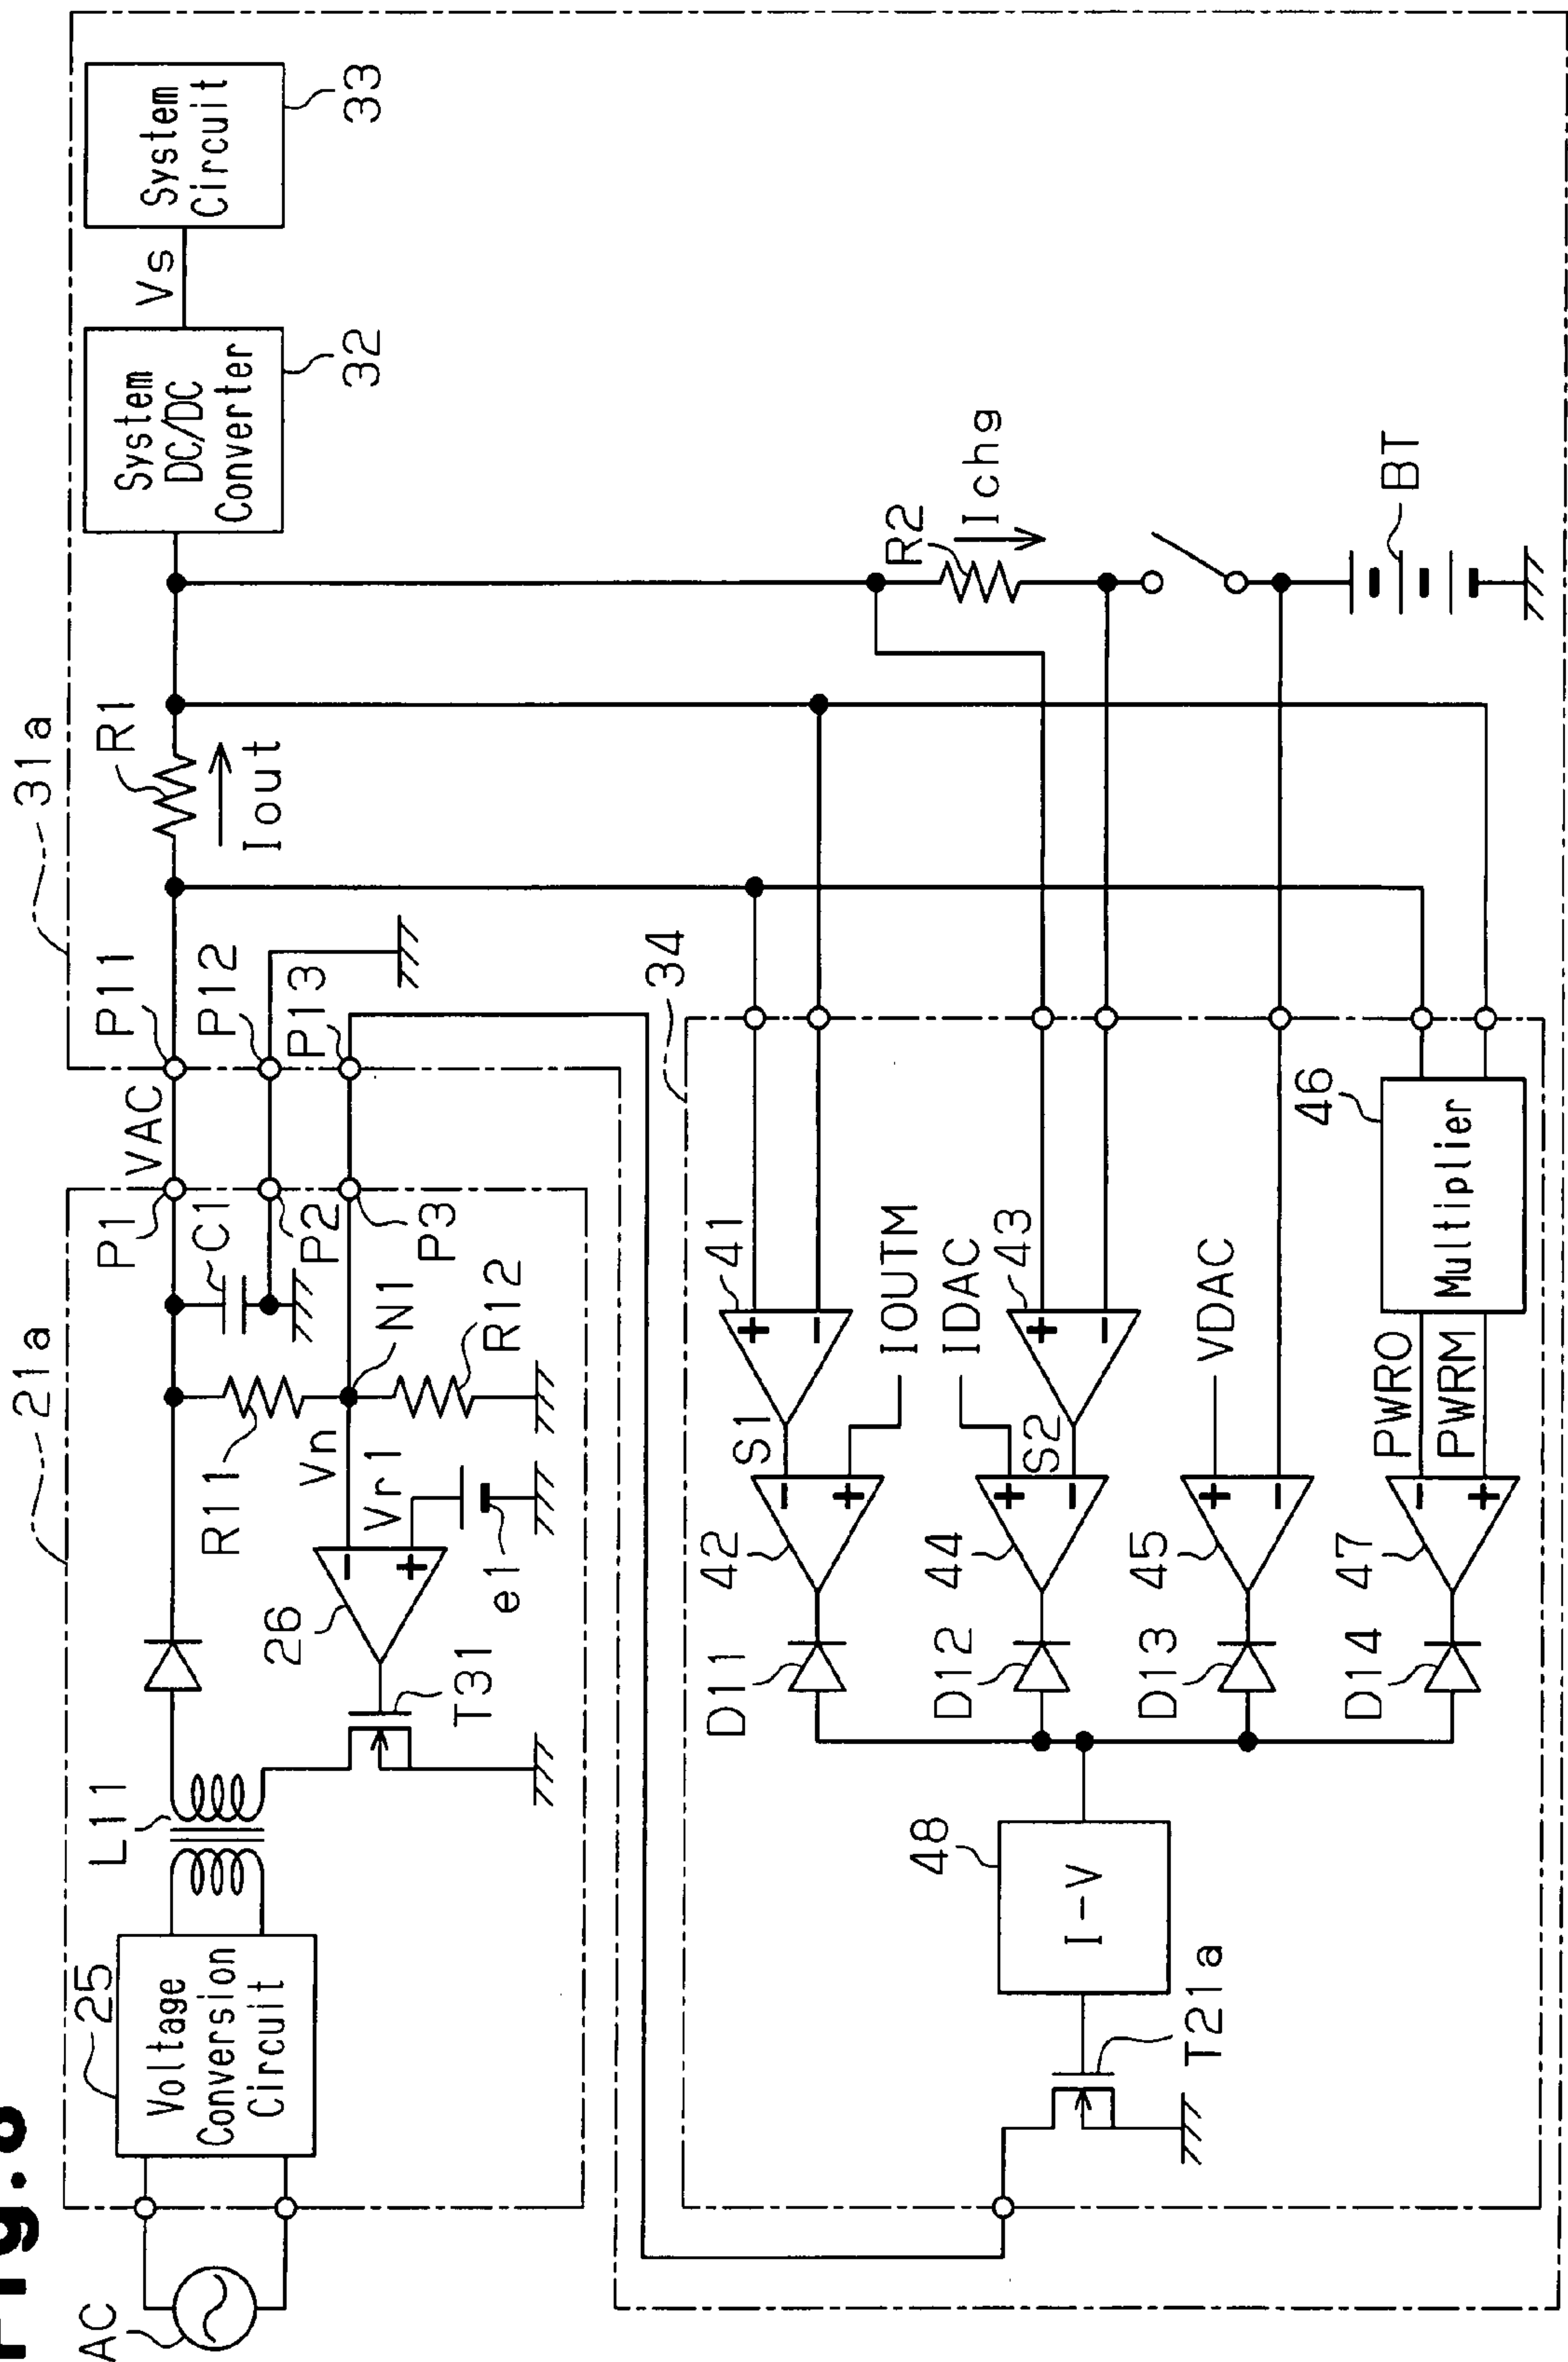 AC
25
Voltage
Conversion
Circuit
L11
21a
R11
Vn
Vr1
26
T31
e1
N1
R12
P1
C1
P2
P3
VAC
P11
P12
P13
31a
R1
Iout
System
DC/DC
Converter
32
Vs
System
Circuit
33
R2
Ichg
BT
34
41
S1
42
IOUTM
IDAC
43
S2
44
VDAC
45
46
Multiplier
PWRO
PWRM
47
D11
D12
D13
D14
48
I-V
T21a